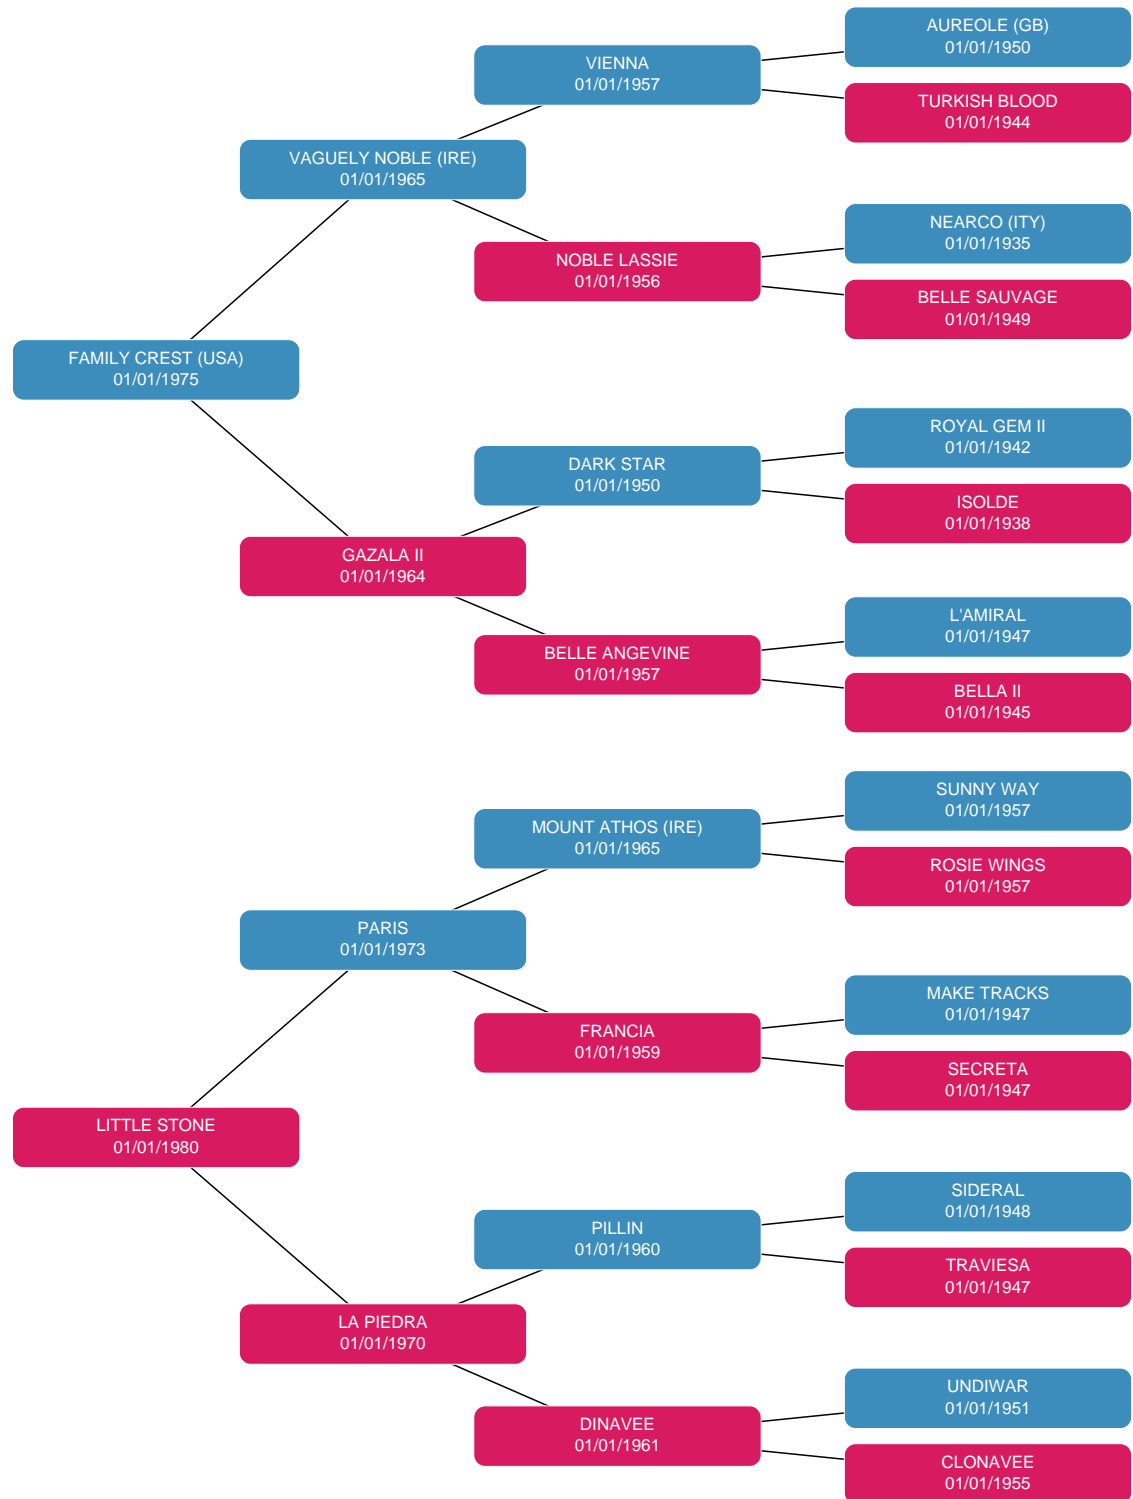 AUREOLE (GB)
01/01/1950
VIENNA
01/01/1957
TURKISH BLOOD
01/01/1944
VAGUELY NOBLE (IRE)
01/01/1965
NEARCO (ITY)
01/01/1935
NOBLE LASSIE
01/01/1956
BELLE SAUVAGE
01/01/1949
FAMILY CREST (USA)
01/01/1975
ROYAL GEM II
01/01/1942
DARK STAR
01/01/1950
ISOLDE
01/01/1938
GAZALA II
01/01/1964
L'AMIRAL
01/01/1947
BELLE ANGEVINE
01/01/1957
BELLA II
01/01/1945
SUNNY WAY
01/01/1957
MOUNT ATHOS (IRE)
01/01/1965
ROSIE WINGS
01/01/1957
PARIS
01/01/1973
MAKE TRACKS
01/01/1947
FRANCIA
01/01/1959
SECRETA
01/01/1947
LITTLE STONE
01/01/1980
SIDERAL
01/01/1948
PILLIN
01/01/1960
TRAVIESA
01/01/1947
LA PIEDRA
01/01/1970
UNDIWAR
01/01/1951
DINAVEE
01/01/1961
CLONAVEE
01/01/1955